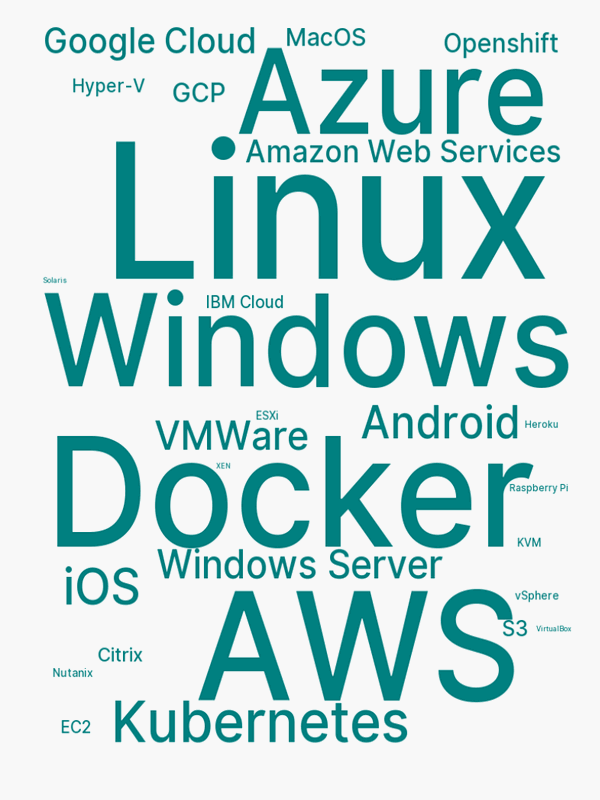 Google Cloud
MacOS
Openshift
Hyper-V
GCP
Azure
Amazon Web Services
Linux
Solaris
IBM Cloud
Windows
ESXi
Android
Heroku
VMWare
XEN
Docker
Raspberry Pi
KVM
Windows Server
iOS
vSphere
S3
VirtualBox
AWS
Citrix
Nutanix
EC2
Kubernetes